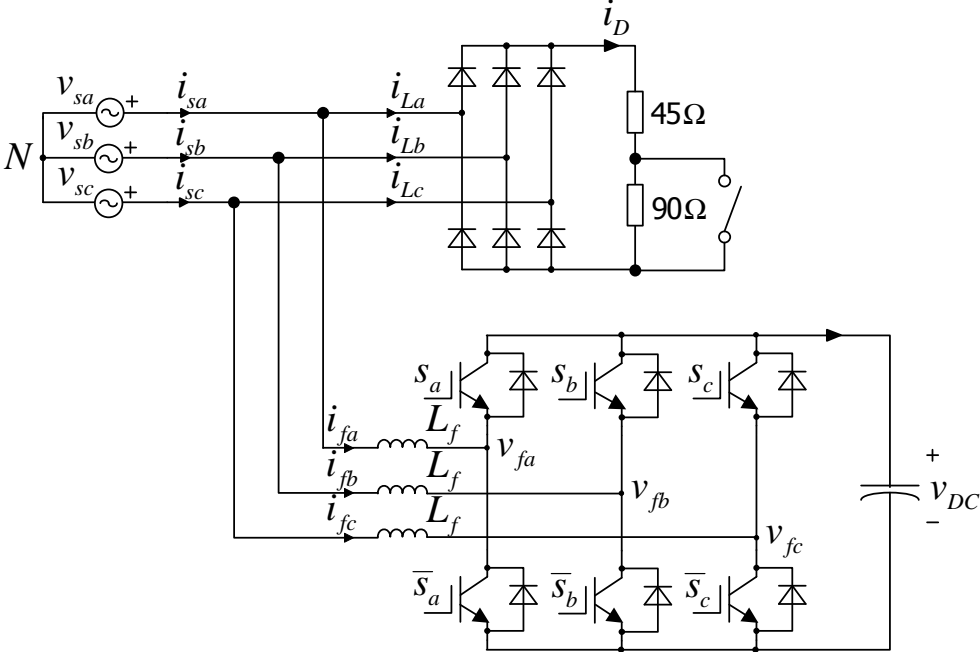 i_D
v_sa + i_sa i_La
45Ω
N v_sb + i_sb i_Lb
v_sc + i_sc i_Lc
90Ω
s_a s_b s_c
i_fa L_f v_fa
i_fb L_f v_fb
i_fc L_f v_fc
+
v_DC
−
s̅_a s̅_b s̅_c